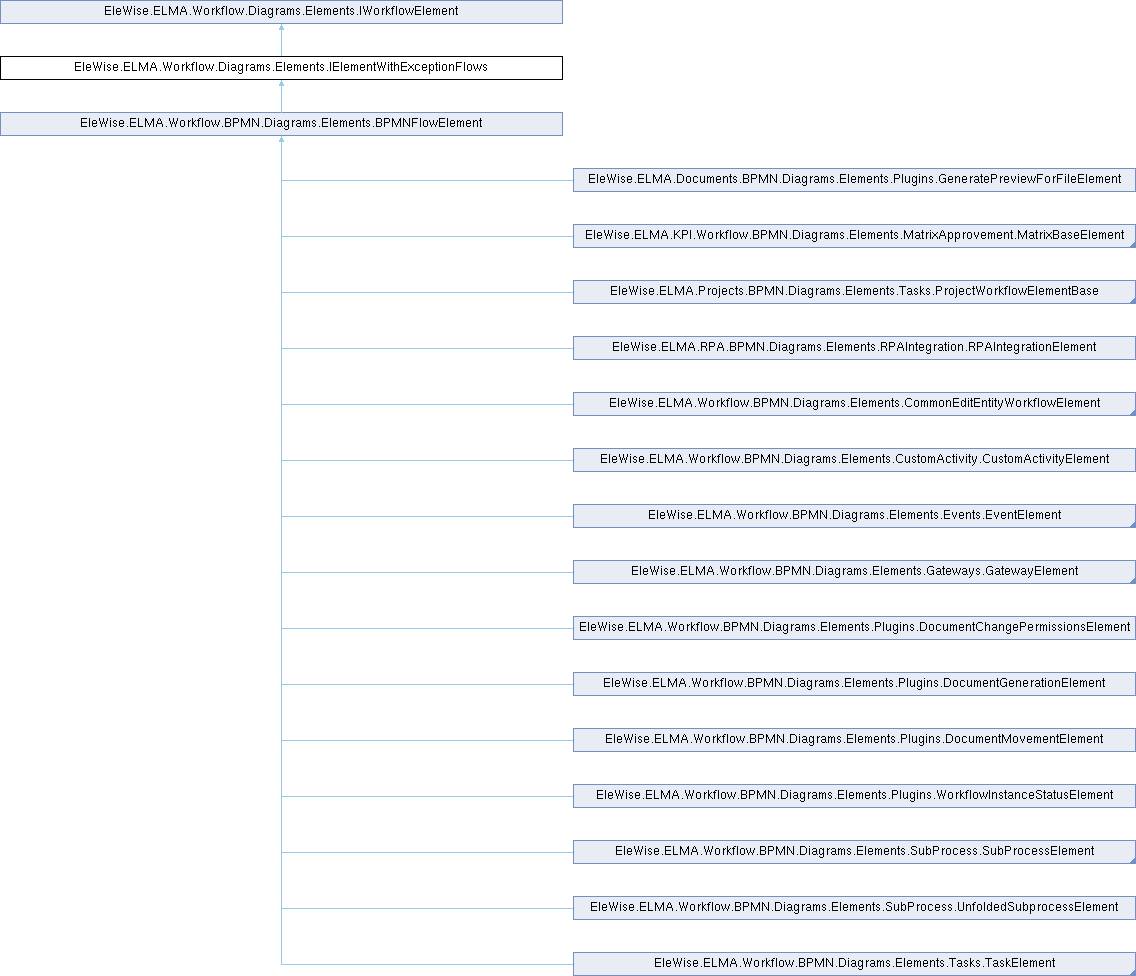 EleWise.ELMA.Workflow.Diagrams.Elements.IWorkflowElement
EleWise.ELMA.Workflow.Diagrams.Elements.IElementWithExceptionFlows
EleWise.ELMA.Workflow.BPMN.Diagrams.Elements.BPMNFlowElement
EleWise.ELMA.Documents.BPMN.Diagrams.Elements.Plugins.GeneratePreviewForFileElement
EleWise.ELMA.KPI.Workflow.BPMN.Diagrams.Elements.MatrixApprovement.MatrixBaseElement
EleWise.ELMA.Projects.BPMN.Diagrams.Elements.Tasks.ProjectWorkflowElementBase
EleWise.ELMA.RPA.BPMN.Diagrams.Elements.RPAIntegration.RPAIntegrationElement
EleWise.ELMA.Workflow.BPMN.Diagrams.Elements.CommonEditEntityWorkflowElement
EleWise.ELMA.Workflow.BPMN.Diagrams.Elements.CustomActivity.CustomActivityElement
EleWise.ELMA.Workflow.BPMN.Diagrams.Elements.Events.EventElement
EleWise.ELMA.Workflow.BPMN.Diagrams.Elements.Gateways.GatewayElement
EleWise.ELMA.Workflow.BPMN.Diagrams.Elements.Plugins.DocumentChangePermissionsElement
EleWise.ELMA.Workflow.BPMN.Diagrams.Elements.Plugins.DocumentGenerationElement
EleWise.ELMA.Workflow.BPMN.Diagrams.Elements.Plugins.DocumentMovementElement
EleWise.ELMA.Workflow.BPMN.Diagrams.Elements.Plugins.WorkflowInstanceStatusElement
EleWise.ELMA.Workflow.BPMN.Diagrams.Elements.SubProcess.SubProcessElement
EleWise.ELMA.Workflow.BPMN.Diagrams.Elements.SubProcess.UnfoldedSubprocessElement
EleWise.ELMA.Workflow.BPMN.Diagrams.Elements.Tasks.TaskElement